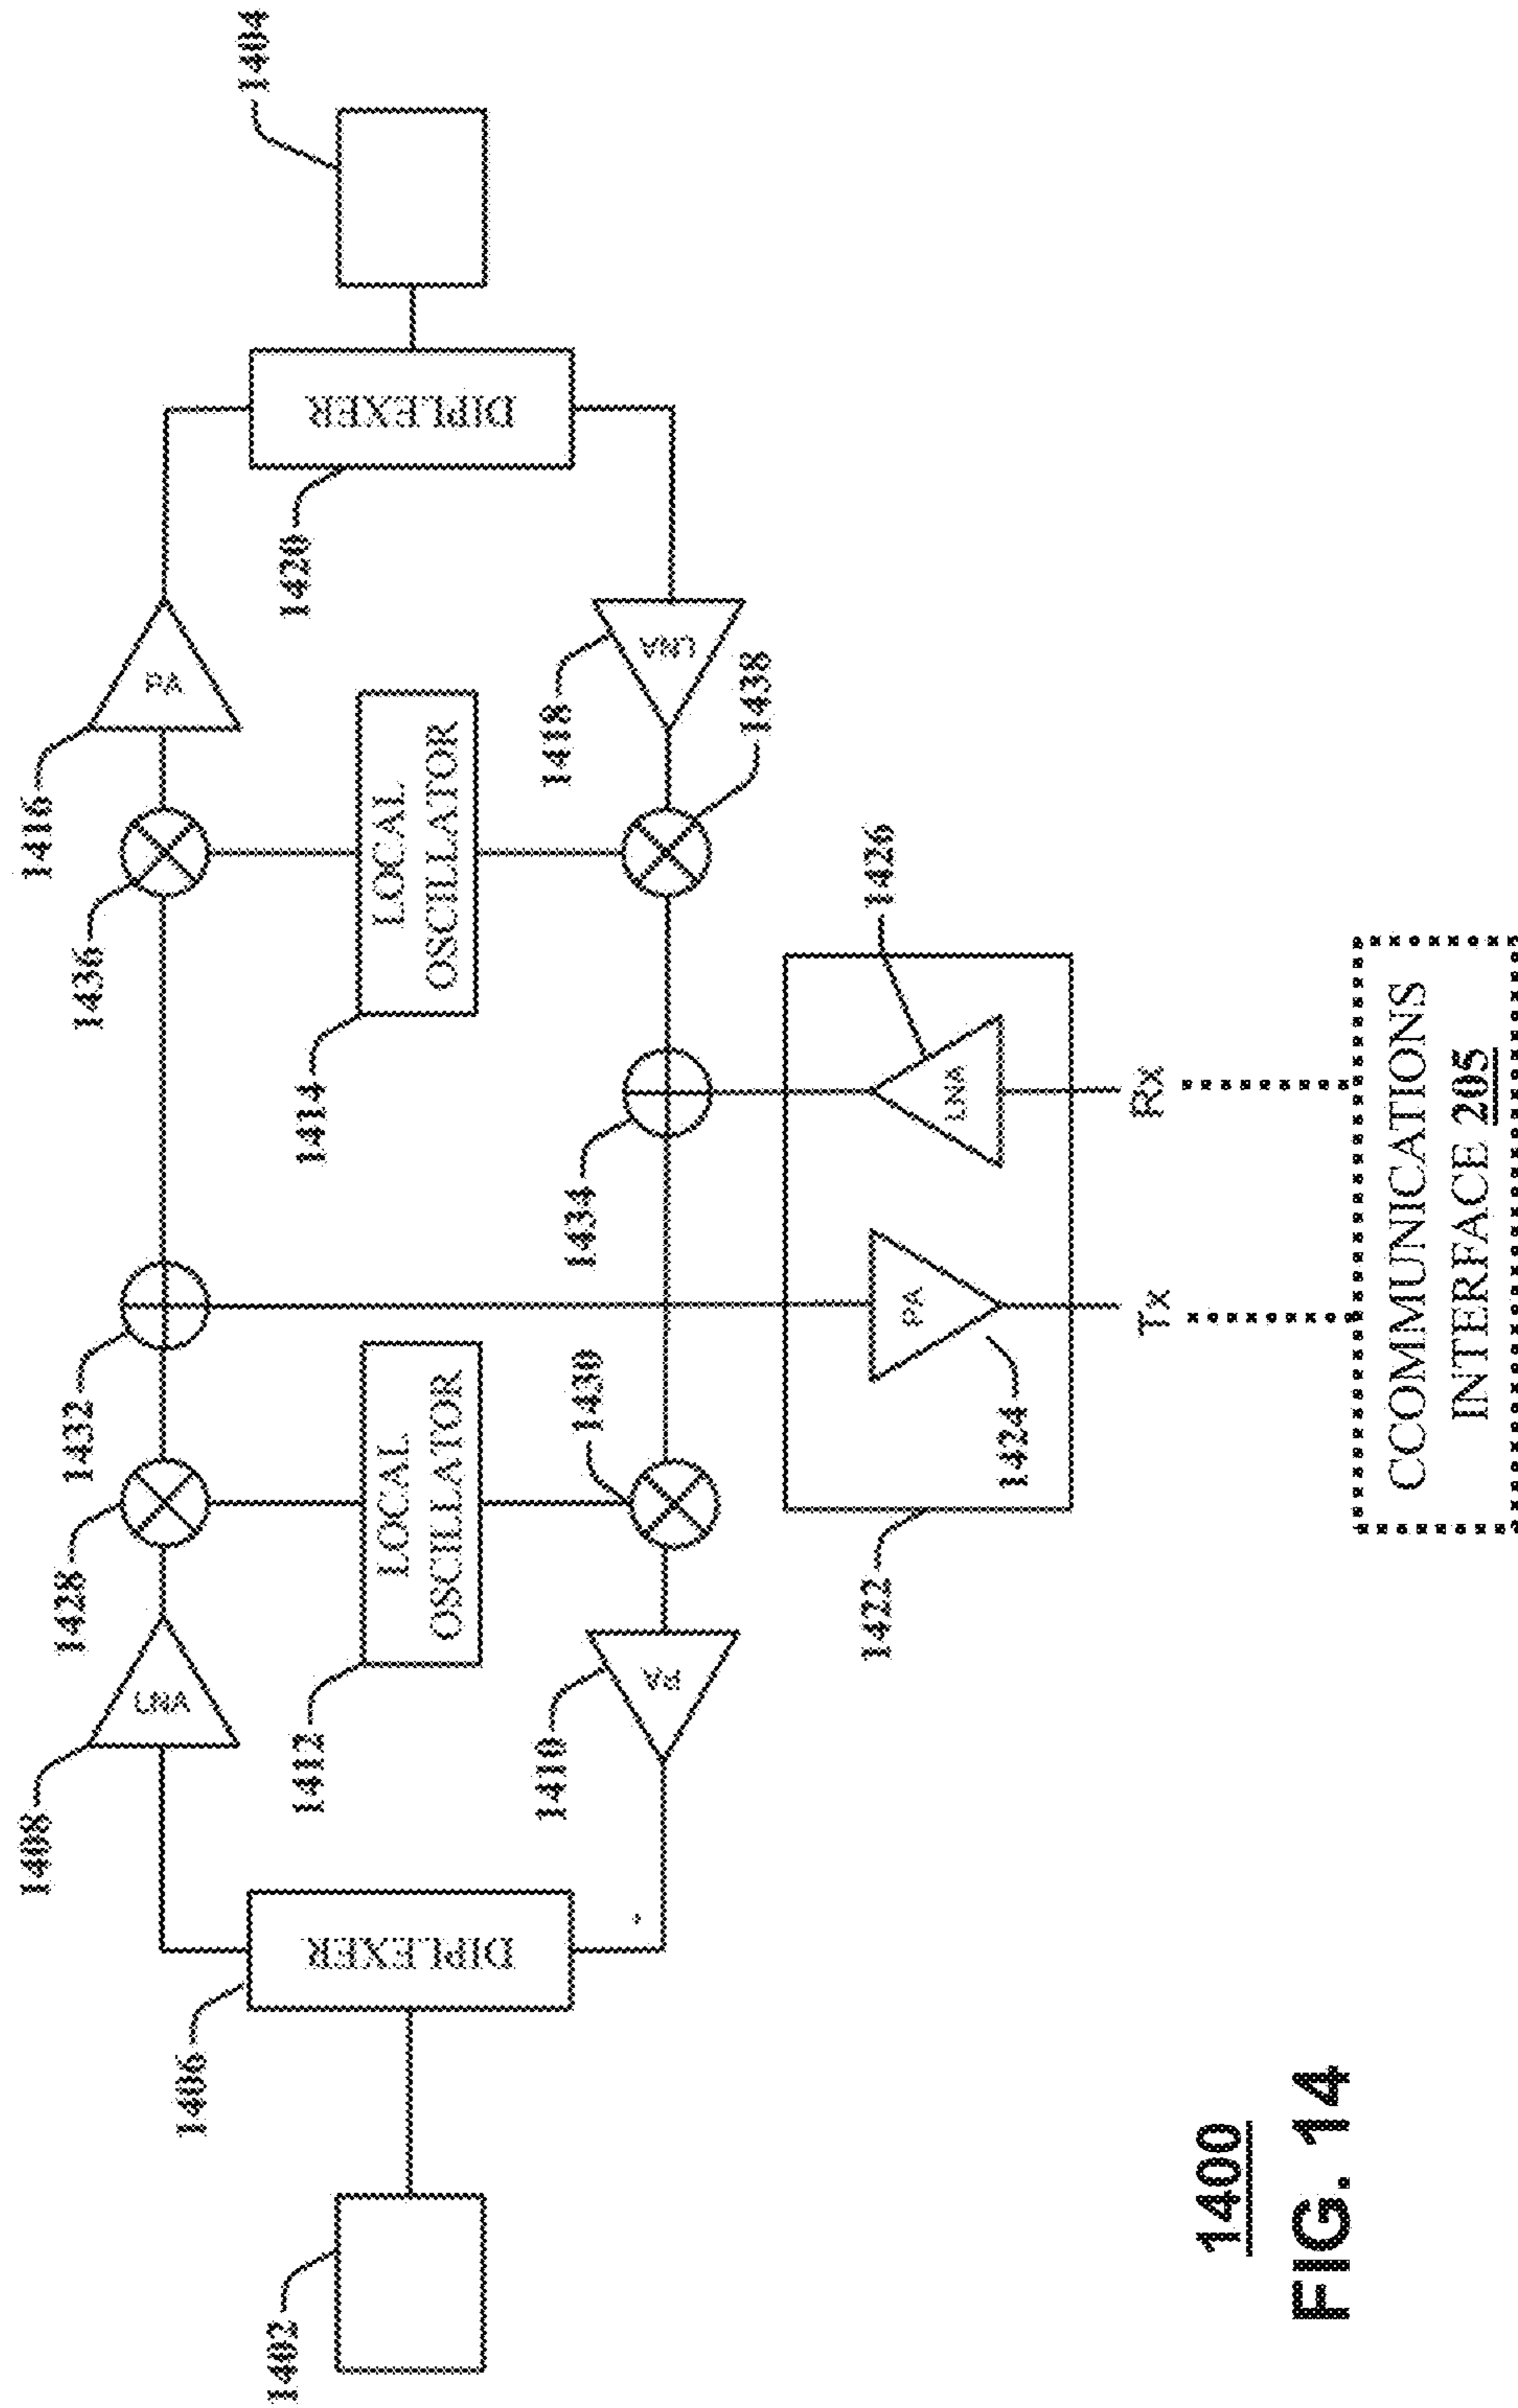 1404
1416
PA
1436
DIPLEXER
1420
LOCAL
OSCILLATOR
1414
LNA
1418
1438
1432
1434
1426
LNA
Rx
1428
LOCAL
OSCILLATOR
1412
1430
PA
1424
Tx
1422
CCOMMUNICATIONS
INTERFACE 205
1408
LNA
1410
PA
DIPLEXER
1406
1402
1400
FIG. 14